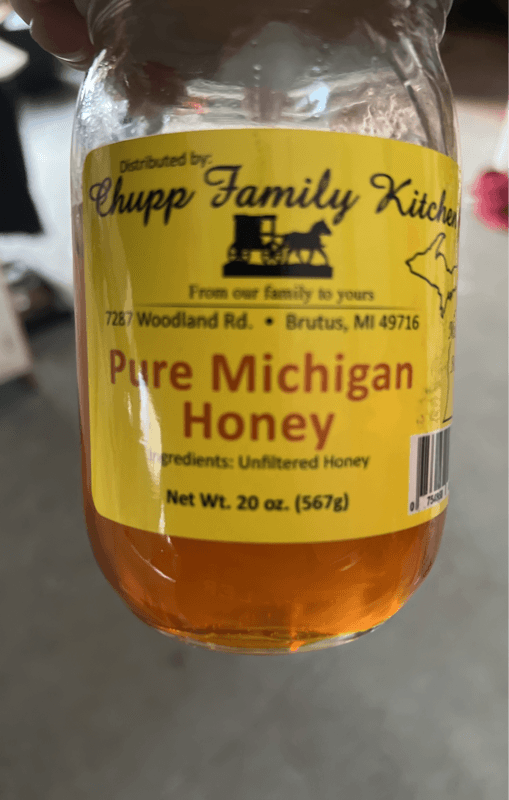 Distributed by:
Chupp Family Kitchen
From our family to yours
7287 Woodland Rd. • Brutus, MI 49716
Pure Michigan
Honey
Ingredients: Unfiltered Honey
Net Wt. 20 oz. (567g)